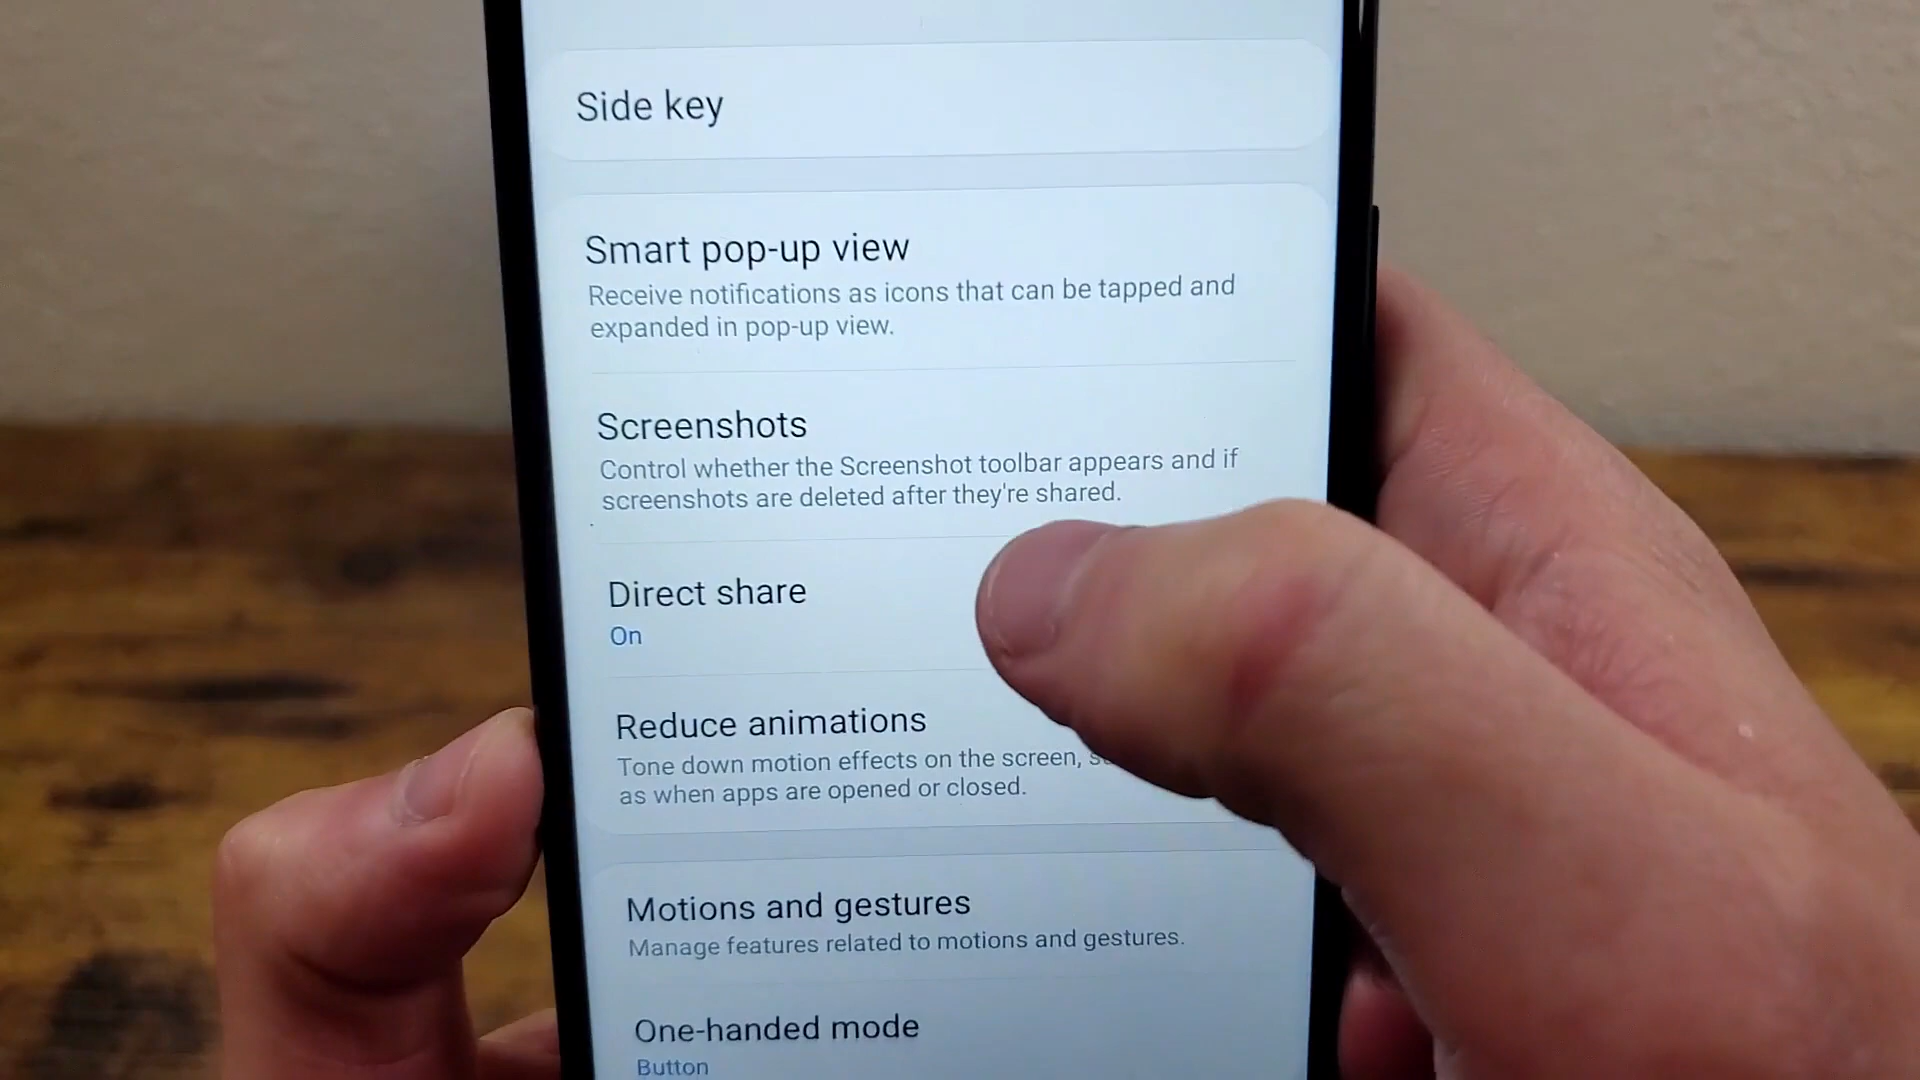 Side key
Smart pop-up view
Receive notifications as icons that can be tapped and
expanded in pop-up view.
Screenshots
Control whether the Screenshot toolbar appears and if
screenshots are deleted after they're shared.
Direct share
On
Reduce animations
Tone down motion effects on the screen,
as when apps are opened or closed.
Motions and gestures
Manage features related to motions and gestures.
One-handed mode
Button